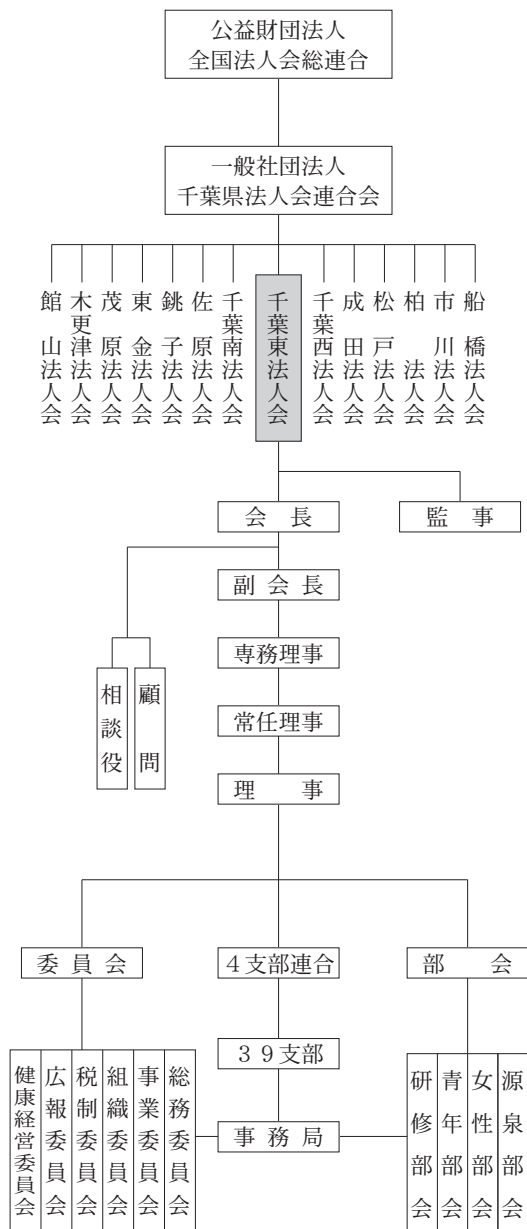 公益財団法人
全国法人会総連合
一般社団法人
千葉県法人会連合会
館山法人会
木更津法人会
茂原法人会
東金法人会
銚子法人会
佐原法人会
千葉南法人会
千葉東法人会
千葉西法人会
成田法人会
松戸法人会
柏法人会
市川法人会
船橋法人会
会長
監事
副会長
専務理事
相談役
顧問
常任理事
理事
委員会
4支部連合
部会
39支部
健康経営委員会
広報委員会
税制委員会
組織委員会
事業委員会
総務委員会
事務局
研修部会
青年部会
女性部会
源泉部会